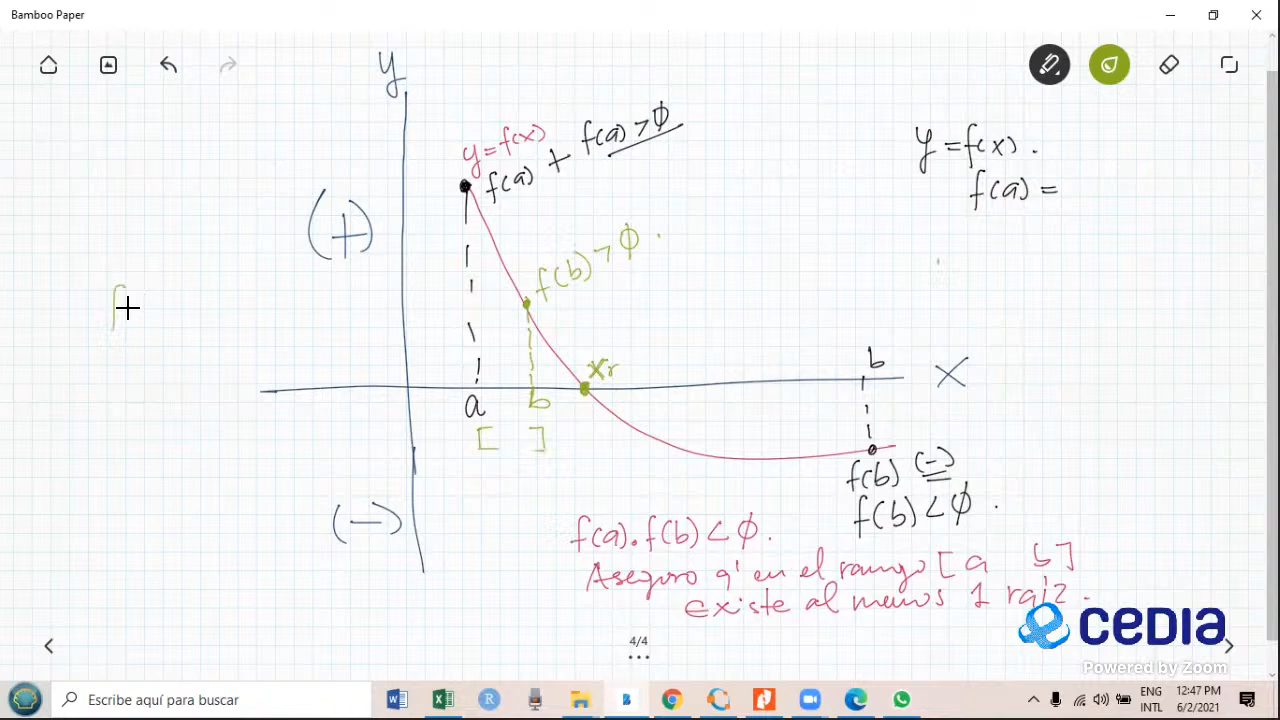 Bamboo Paper
y
y=f(x)
f(a) + f(a)>φ
y=f(x).
f(a)=
(+)
f(b)>φ.
f
xr
b
x
a
b
[ ]
f(b) (-)
f(b)<φ.
(-)
f(a).f(b)<φ.
Aseguro q' en el rango [a b]
existe al menos 1 raíz.
cedia
Powered by Zoom
4/4
Escribe aquí para buscar
ENG
INTL
12:47 PM
6/2/2021